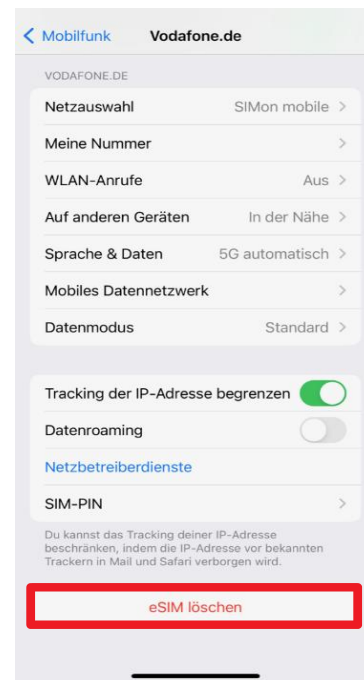 Mobilfunk Vodafone.de
VODAFONE.DE
Netzauswahl SIMon mobile
Meine Nummer
WLAN-Anrufe Aus
Auf anderen Geräten In der Nähe
Sprache & Daten 5G automatisch
Mobiles Datennetzwerk
Datenmodus Standard
Tracking der IP-Adresse begrenzen
Datenroaming
Netzbetreiberdienste
SIM-PIN
Du kannst das Tracking deiner IP-Adresse
beschränken, indem die IP-Adresse vor bekannten
Trackern in Mail und Safari verborgen wird.
eSIM löschen